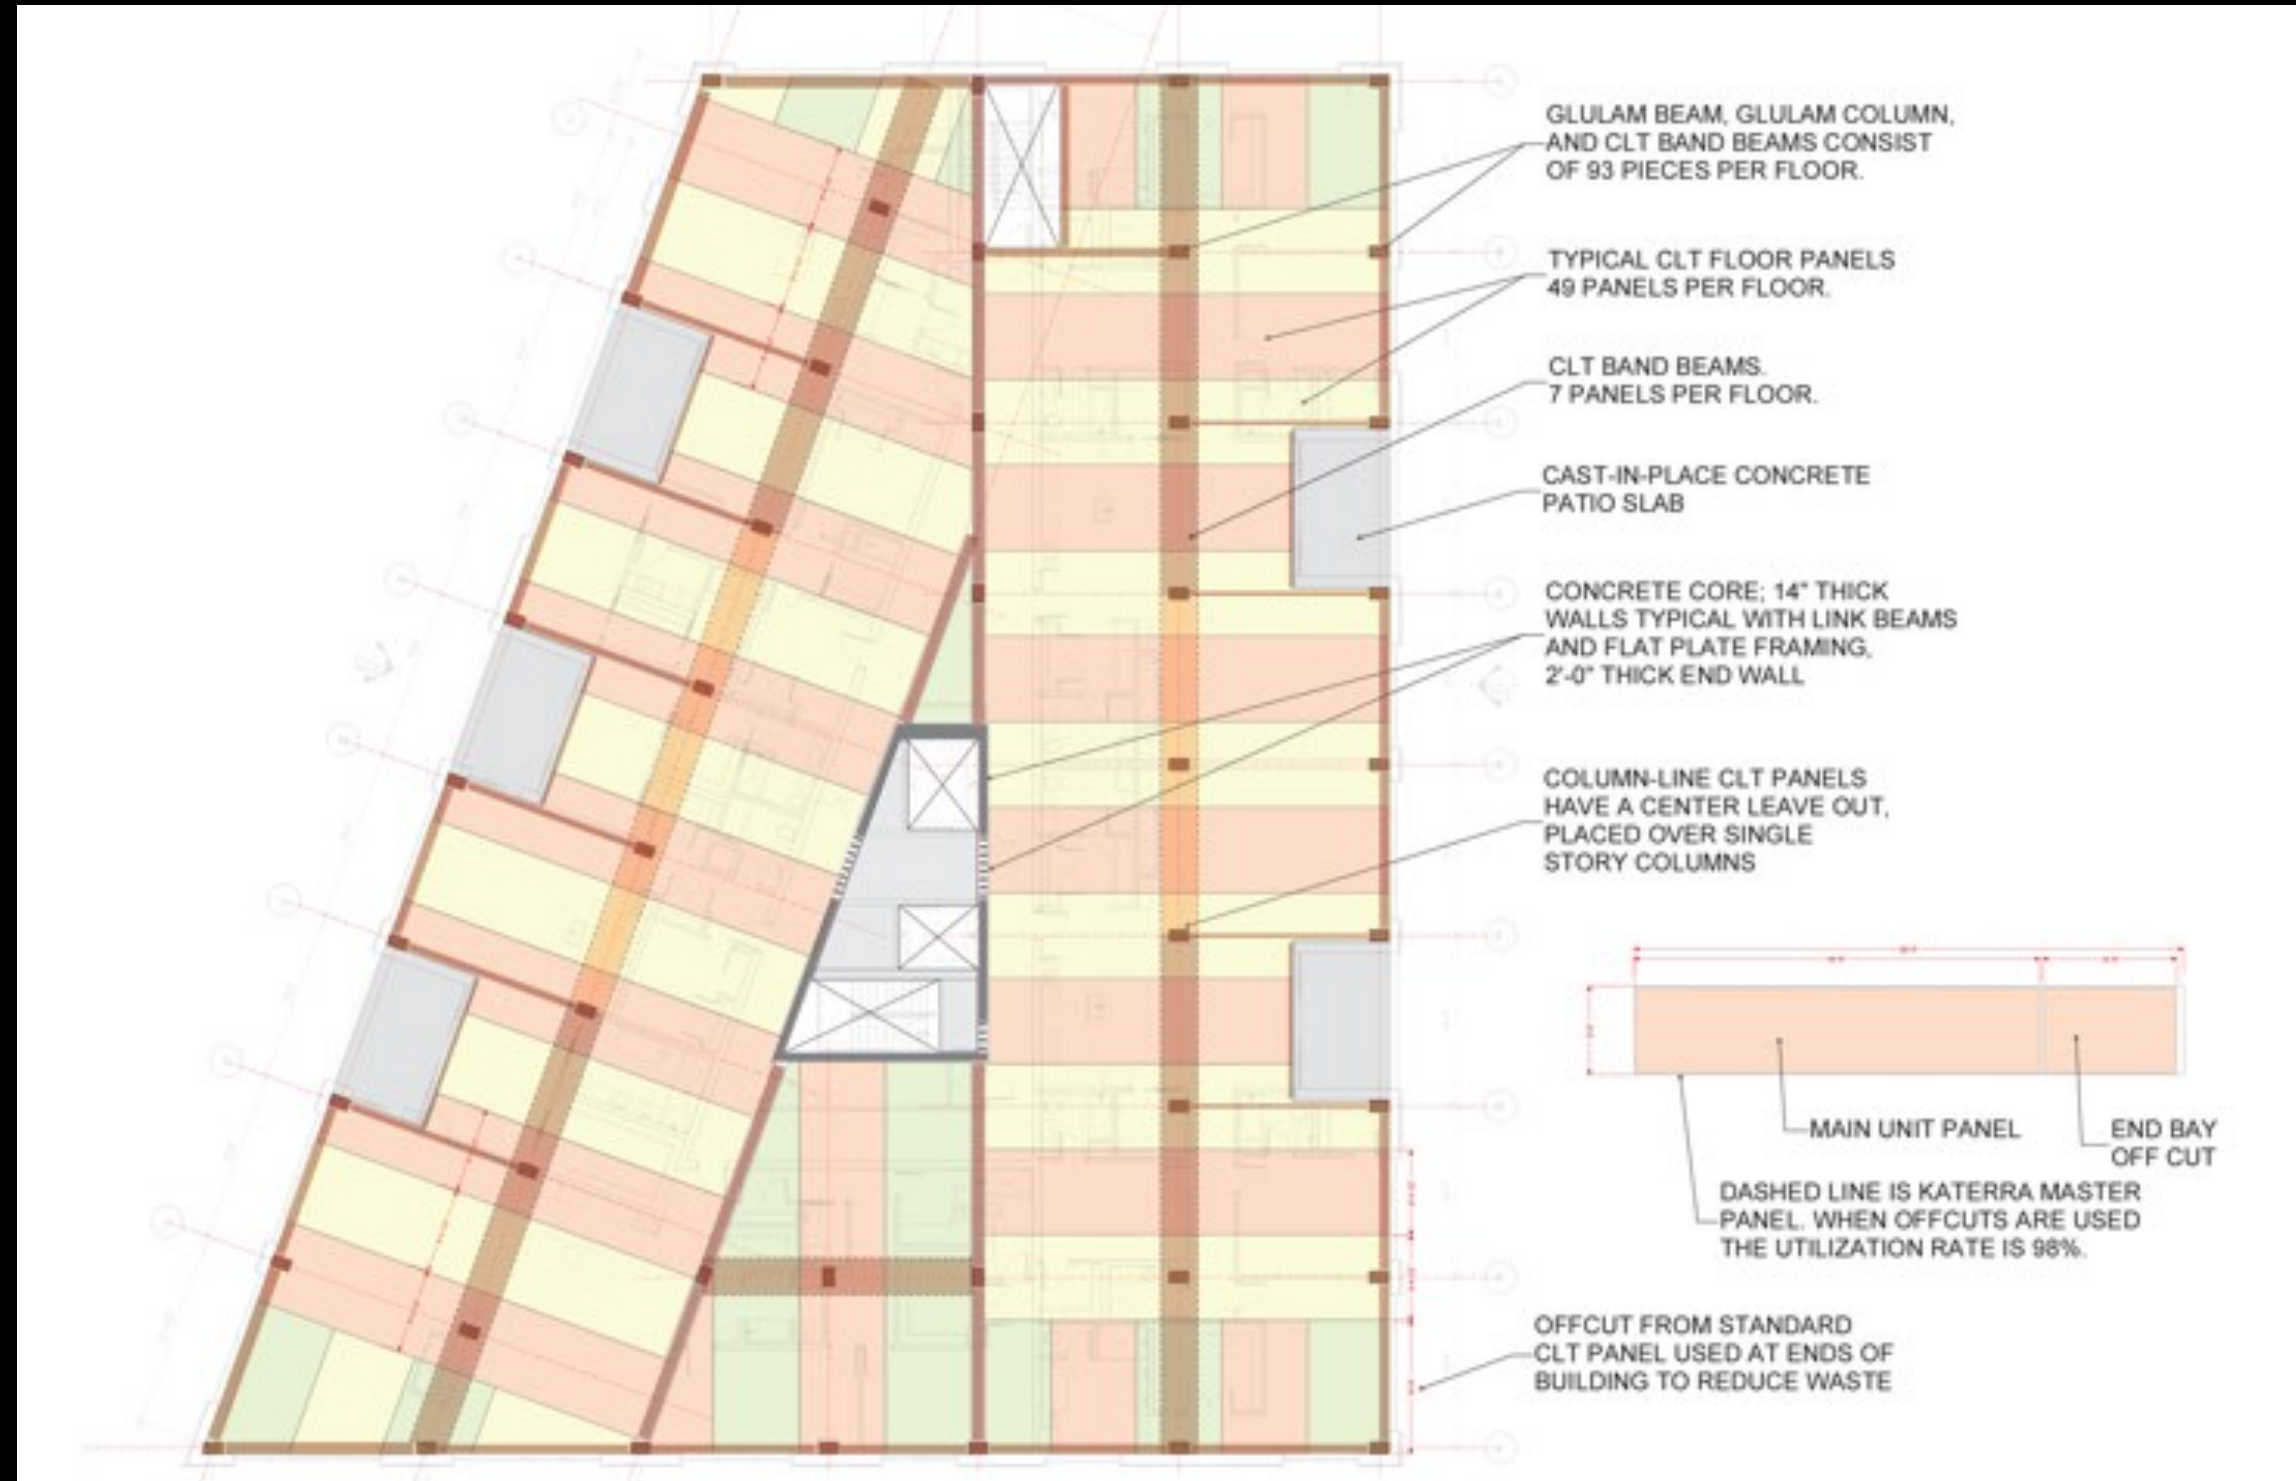 GLULAM BEAM, GLULAM COLUMN,
AND CLT BAND BEAMS CONSIST
OF 93 PIECES PER FLOOR.
TYPICAL CLT FLOOR PANELS
49 PANELS PER FLOOR.
CLT BAND BEAMS.
7 PANELS PER FLOOR.
CAST-IN-PLACE CONCRETE
PATIO SLAB
CONCRETE CORE; 14" THICK
WALLS TYPICAL WITH LINK BEAMS
AND FLAT PLATE FRAMING,
2'-0" THICK END WALL
COLUMN-LINE CLT PANELS
HAVE A CENTER LEAVE OUT,
PLACED OVER SINGLE
STORY COLUMNS
MAIN UNIT PANEL
END BAY
OFF CUT
DASHED LINE IS KATERRA MASTER
PANEL. WHEN OFFCUTS ARE USED
THE UTILIZATION RATE IS 98%.
OFFCUT FROM STANDARD
CLT PANEL USED AT ENDS OF
BUILDING TO REDUCE WASTE